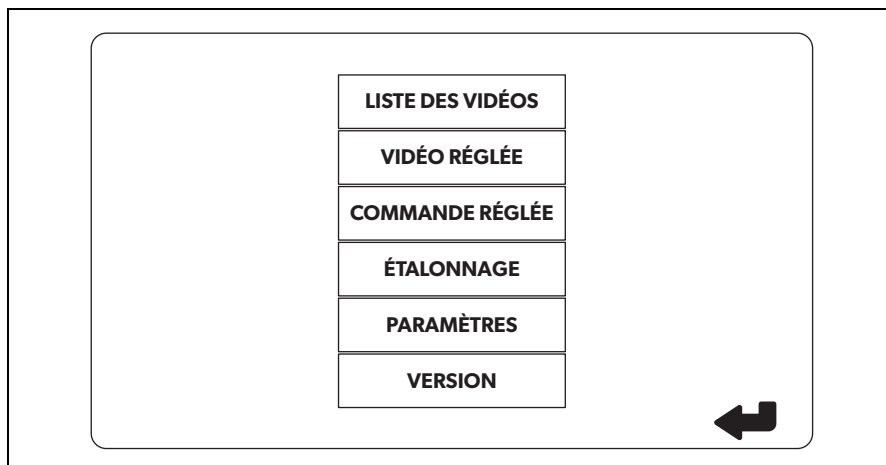 LISTE DES VIDÉOS
VIDÉO RÉGLÉE
COMMANDE RÉGLÉE
ÉTALONNAGE
PARAMÈTRES
VERSION